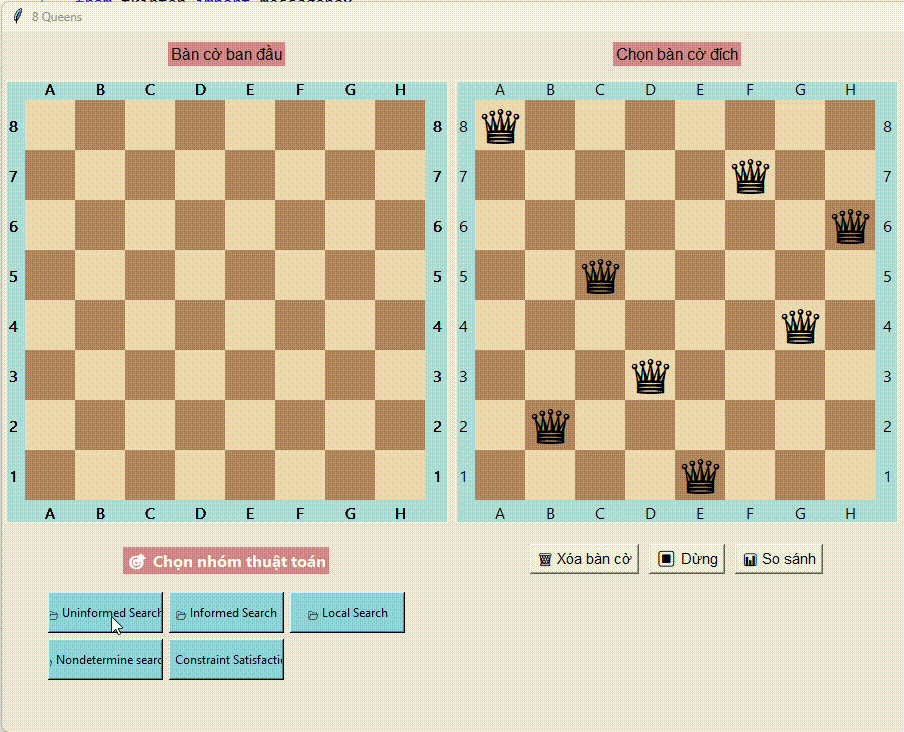 8 Queens
Bàn cờ ban đầu
Chọn bàn cờ đích
A B C D E F G H
A B C D E F G H
8 8 8 8
7 7 7 7
6 6 6 6
5 5 5 5
4 4 4 4
3 3 3 3
2 2 2 2
1 1 1 1
A B C D E F G H
A B C D E F G H
Chọn nhóm thuật toán
Xóa bàn cờ
Dừng
So sánh
Uninformed Search
Informed Search
Local Search
Nondetermine searc
Constraint Satisfacti